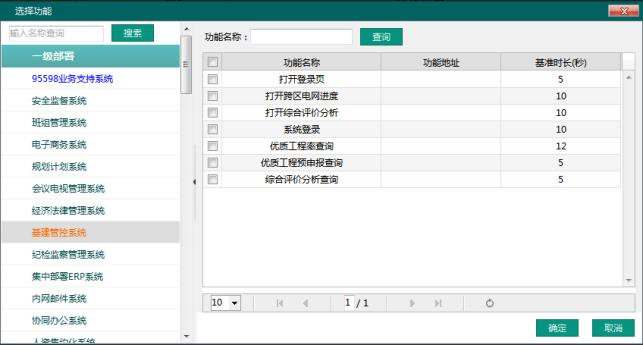 选择功能
输入名称查询 搜索
一级部署
95598业务支持系统
安全监督系统
班组管理系统
电子商务系统
规划计划系统
会议电视管理系统
经济法律管理系统
基建管控系统
纪检监察管理系统
集中部署ERP系统
内网邮件系统
协同办公系统
人资集约化系统
功能名称： 查询
功能名称 功能地址 基准时长(秒)
打开登录页 5
打开跨区电网进度 10
打开综合评价分析 10
系统登录 10
优质工程率查询 12
优质工程预申报查询 5
综合评价分析查询 5
10 1 / 1
确定 取消